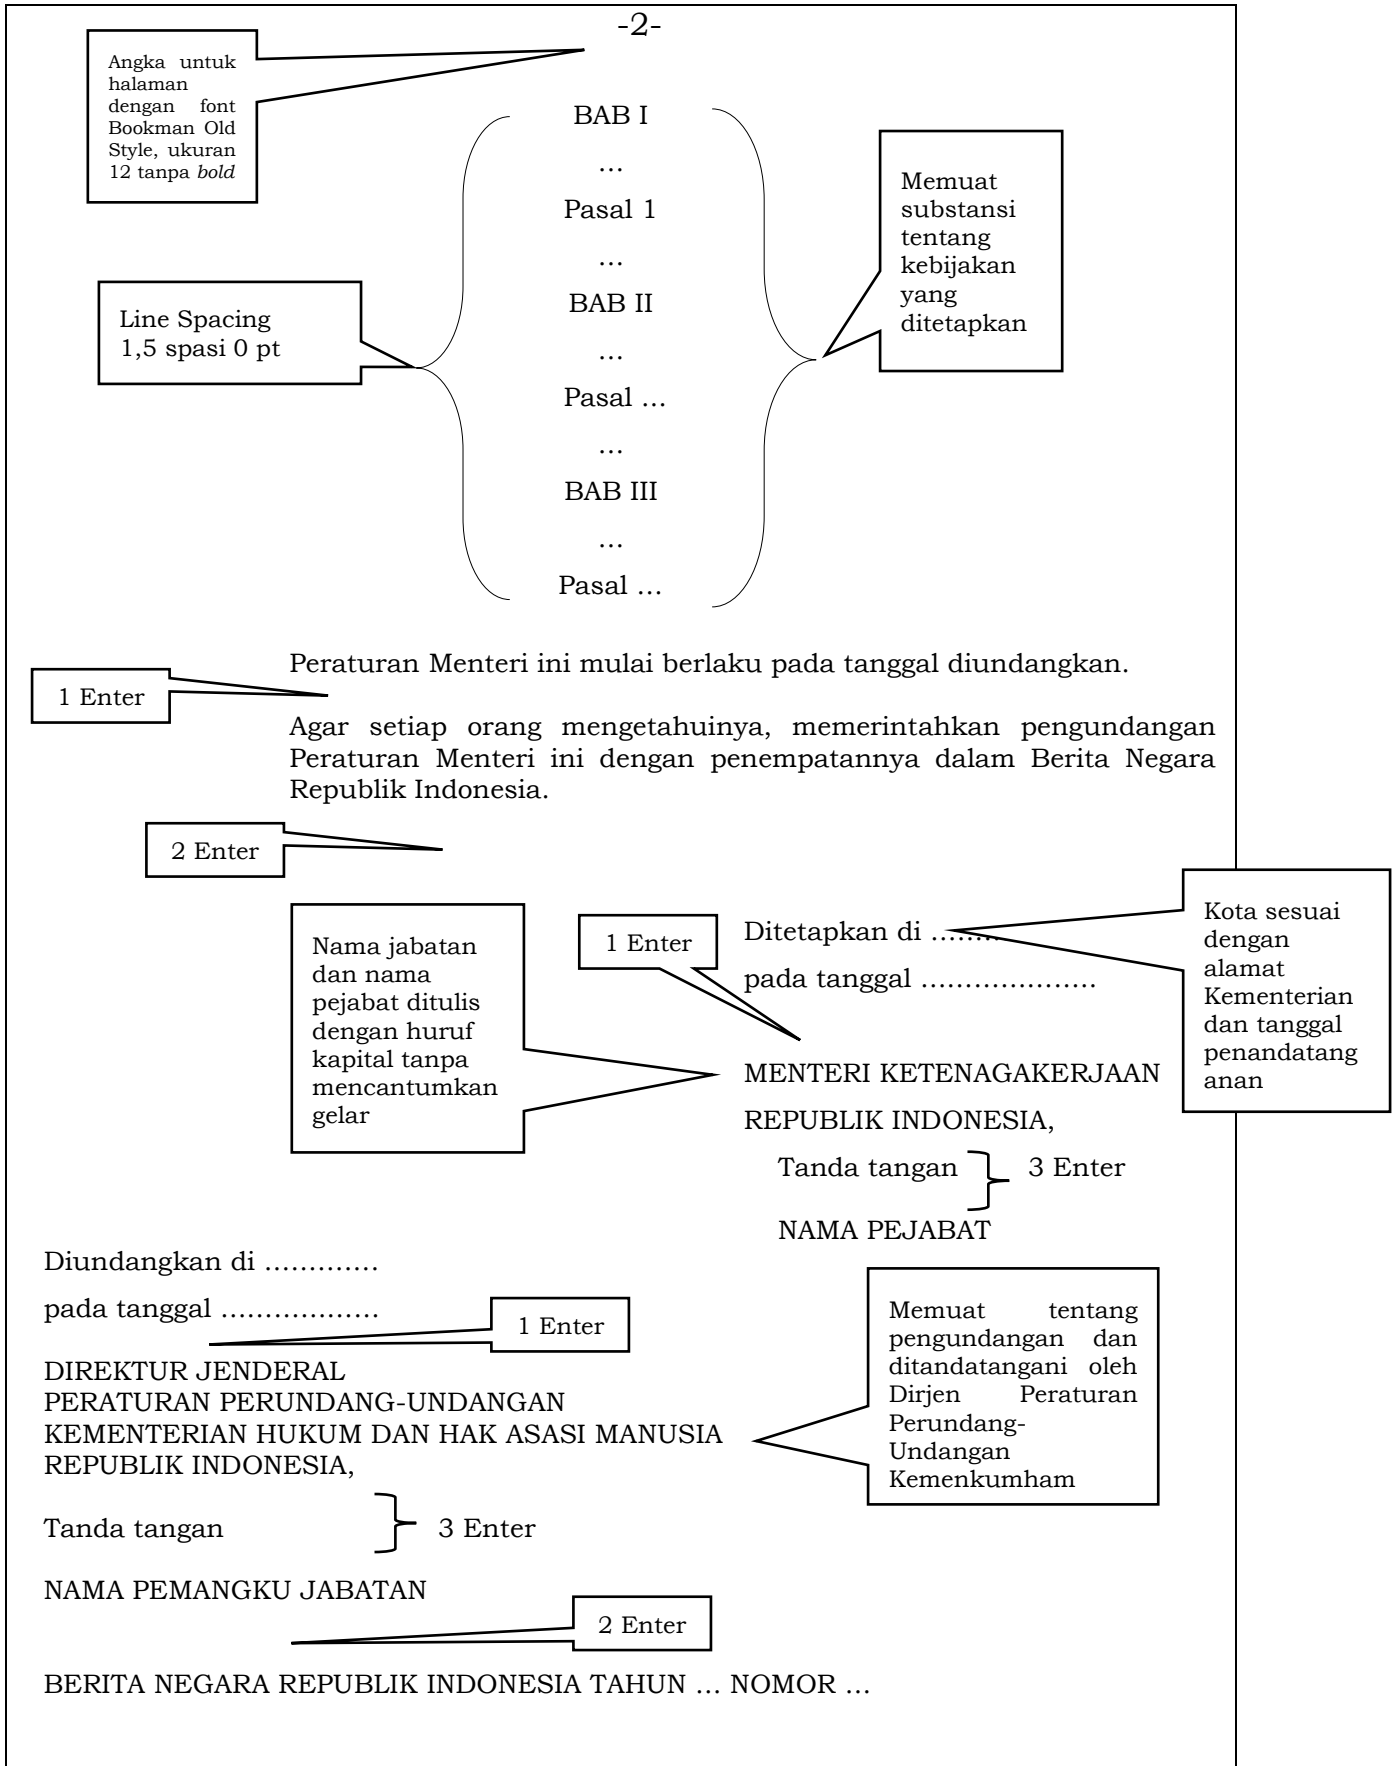 -2-
Angka untuk
halaman
dengan font
Bookman Old
Style, ukuran
12 tanpa bold
BAB I
...
Pasal 1
...
BAB II
...
Pasal ...
...
BAB III
...
Pasal ...
Memuat
substansi
tentang
kebijakan
yang
ditetapkan
Line Spacing
1,5 spasi 0 pt
Peraturan Menteri ini mulai berlaku pada tanggal diundangkan.
1 Enter
Agar setiap orang mengetahuinya, memerintahkan pengundangan
Peraturan Menteri ini dengan penempatannya dalam Berita Negara
Republik Indonesia.
2 Enter
Nama jabatan
dan nama
pejabat ditulis
dengan huruf
kapital tanpa
mencantumkan
gelar
1 Enter
Ditetapkan di .........
pada tanggal ....................
Kota sesuai
dengan
alamat
Kementerian
dan tanggal
penandatang
anan
MENTERI KETENAGAKERJAAN
REPUBLIK INDONESIA,
Tanda tangan
3 Enter
NAMA PEJABAT
Diundangkan di .............
pada tanggal ..................
1 Enter
DIREKTUR JENDERAL
PERATURAN PERUNDANG-UNDANGAN
KEMENTERIAN HUKUM DAN HAK ASASI MANUSIA
REPUBLIK INDONESIA,
Memuat tentang
pengundangan dan
ditandatangani oleh
Dirjen Peraturan
Perundang-
Undangan
Kemenkumham
Tanda tangan
3 Enter
NAMA PEMANGKU JABATAN
2 Enter
BERITA NEGARA REPUBLIK INDONESIA TAHUN ... NOMOR ...